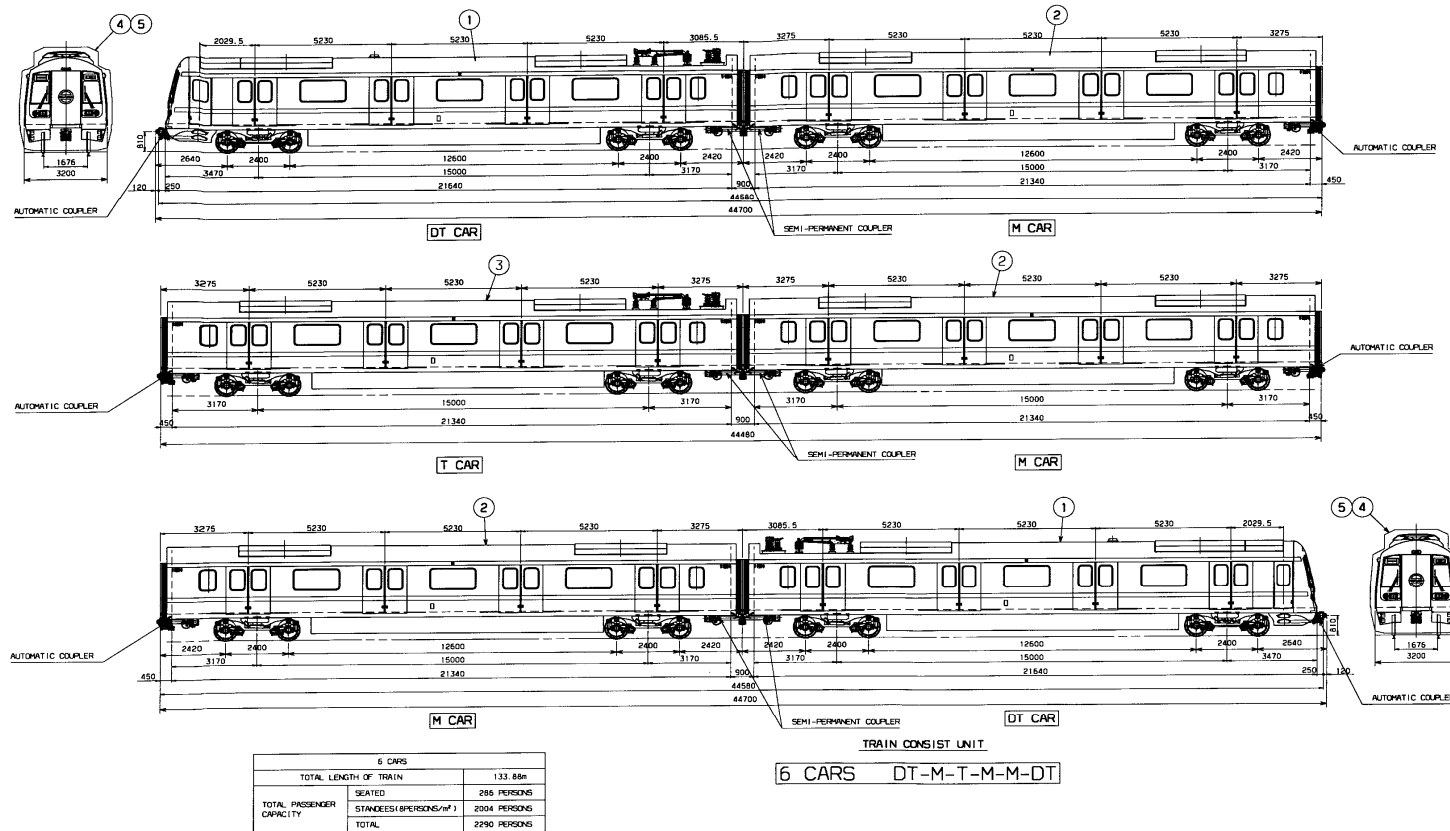 4 5 1 2
2029.5 5230 5230 5230 3085.5 3275 5230 5230 3275
810
1676
3200
2640 2400 12600 2400 2420 2400 12600 2400 2420
3470 15000 3170 3170 15000 3170
120 250 21640 900 21340 450
44580
44700
AUTOMATIC COUPLER
AUTOMATIC COUPLER
SEMI-PERMANENT COUPLER
DT CAR
M CAR
3 2
3275 5230 5230 5230 3275 3275 5230 5230 3275
AUTOMATIC COUPLER
AUTOMATIC COUPLER
3170 15000 3170 3170 15000 3170
450 21340 900 21340 450
44480
SEMI-PERMANENT COUPLER
T CAR
M CAR
2 1 5 4
3275 5230 5230 5230 3275 3085.5 5230 5230 5230 2029.5
810
1676
3200
2420 2400 12600 2400 2420 2420 2400 12600 2400 2640
3170 15000 3170 3170 15000 3470
450 21340 900 21640 250 120
44580
44700
AUTOMATIC COUPLER
AUTOMATIC COUPLER
SEMI-PERMANENT COUPLER
M CAR
DT CAR
TRAIN CONSIST UNIT
6 CARS DT-M-T-M-M-DT
6 CARS
TOTAL LENGTH OF TRAIN 133.88m
TOTAL PASSENGER CAPACITY
SEATED 286 PERSONS
STANDEES(8PERSONS/m²) 2004 PERSONS
TOTAL 2290 PERSONS